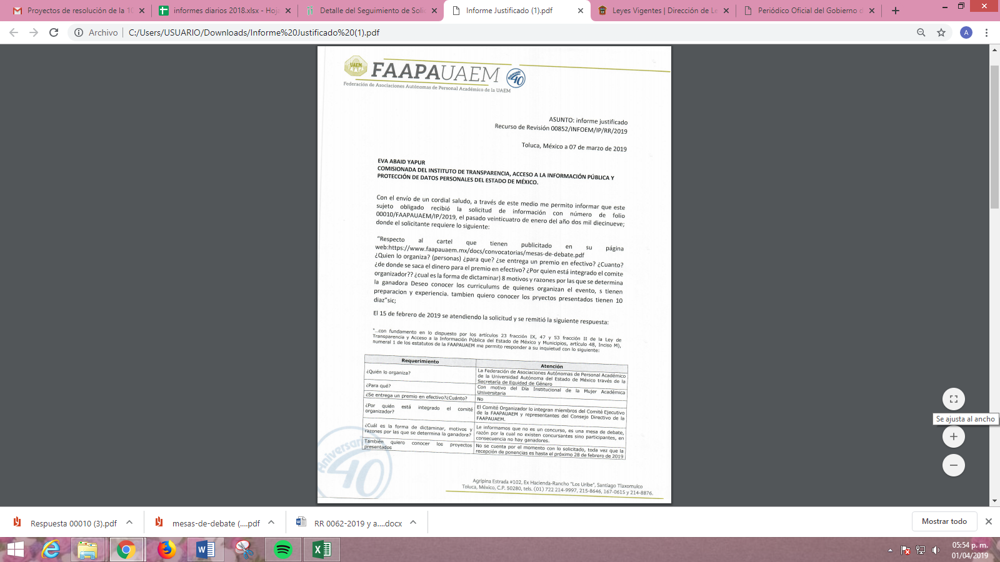 Proyectos de resolución de la 10
informes diarios 2018.xlsx - Hoja
Detalle del Seguimiento de Solic
Informe Justificado (1).pdf
Leyes Vigentes | Dirección de Le
Periódico Oficial del Gobierno d
Archivo
C:/Users/USUARIO/Downloads/Informe%20Justificado%20(1).pdf
A
UAEM
FAAPAUAEM
Aniversario 40
Federación de Asociaciones Autónomas de Personal Académico de la UAEM
ASUNTO: informe justificado
Recurso de Revisión 00852/INFOEM/IP/RR/2019
Toluca, México a 07 de marzo de 2019
EVA ABAID YAPUR
COMISIONADA DEL INSTITUTO DE TRANSPARENCIA, ACCESO A LA INFORMACIÓN PÚBLICA Y
PROTECCIÓN DE DATOS PERSONALES DEL ESTADO DE MÉXICO.
Con el envío de un cordial saludo, a través de este medio me permito informar que este
sujeto obligado recibió la solicitud de información con número de folio
00010/FAAPAUAEM/IP/2019, el pasado veinticuatro de enero del año dos mil diecinueve;
donde el solicitante requiere lo siguiente:
“Respecto al cartel que tienen publicitado en su página
web:https://www.faapauaem.mx/docs/convocatorias/mesas-de-debate.pdf
¿Quien lo organiza? (personas) ¿para que? ¿se entrega un premio en efectivo? ¿Cuanto?
¿de donde se saca el dinero para el premio en efectivo? ¿Por quien está integrado el comite
organizador?? ¿cual es la forma de dictaminar) 8 motivos y razones por las que se determina
la ganadora Deseo conocer los curriculums de quienes organizan el evento, s tienen
preparacion y experiencia. tambien quiero conocer los pryectos presentados tienen 10
diaz”sic;
El 15 de febrero de 2019 se atendiendo la solicitud y se remitió la siguiente respuesta:
“...con fundamento en lo dispuesto por los artículos 23 fracción IX, 47 y 53 fracción II de la Ley de
Transparencia y Acceso a la Información Pública del Estado de México y Municipios, artículo 48, Inciso M),
numeral 1 de los estatutos de la FAAPAUAEM me permito responder a su inquietud con lo siguiente:
Requerimiento
Atención
¿Quién lo organiza?
La Federación de Asociaciones Autónomas de Personal Académico
de la Universidad Autónoma del Estado de México través de la
Secretaría de Equidad de Género
¿Para qué?
Con motivo del Día Institucional de la Mujer Académica
Universitaria
¿Se entrega un premio en efectivo?¿Cuánto?
No
¿Por quién está integrado el comité
organizador?
El Comité Organizador lo integran miembros del Comité Ejecutivo
de la FAAPAUAEM y representantes del Consejo Directivo de la
FAAPAUAEM.
¿Cuál es la forma de dictaminar, motivos y
razones por las que se determina la ganadora?
Le informamos que no es un concurso, es una mesa de debate,
razón por la cual no existen concursantes sino participantes, en
consecuencia no hay ganadores.
También quiero conocer los proyectos
presentados
No se cuenta por el momento con lo solicitado, toda vez que la
recepción de ponencias es hasta el próximo 28 de febrero de 2019
Aniversario
40
Agripina Estrada #102, Ex Hacienda-Rancho “Los Uribe”, Santiago Tlaxomulco
Toluca, México, C.P. 50280, tels. (01) 722 214-9997, 215-8646, 167-0615 y 214-8876.
Se ajusta al ancho
Respuesta 00010 (3).pdf
mesas-de-debate (....pdf
RR 0062-2019 y a....docx
Mostrar todo
05:54 p. m.
01/04/2019